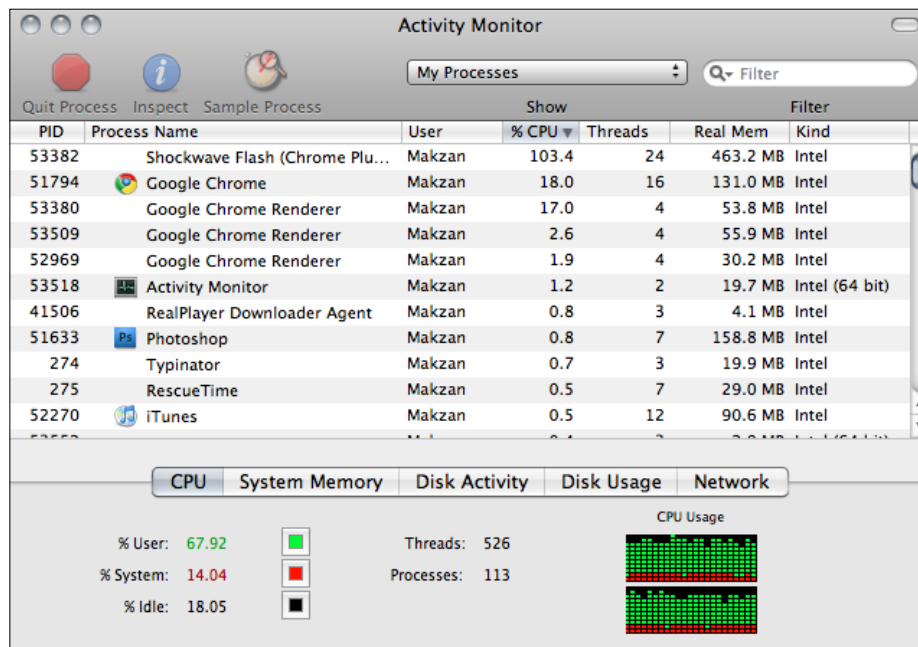 Activity Monitor
My Processes Filter
Quit Process Inspect Sample Process Show Filter
PID Process Name User % CPU Threads Real Mem Kind
53382 Shockwave Flash (Chrome Plu... Makzan 103.4 24 463.2 MB Intel
51794 Google Chrome Makzan 18.0 16 131.0 MB Intel
53380 Google Chrome Renderer Makzan 17.0 4 53.8 MB Intel
53509 Google Chrome Renderer Makzan 2.6 4 55.9 MB Intel
52969 Google Chrome Renderer Makzan 1.9 4 30.2 MB Intel
53518 Activity Monitor Makzan 1.2 2 19.7 MB Intel (64 bit)
41506 RealPlayer Downloader Agent Makzan 0.8 3 4.1 MB Intel
51633 Ps Photoshop Makzan 0.8 7 158.8 MB Intel
274 Typinator Makzan 0.7 3 19.9 MB Intel
275 RescueTime Makzan 0.5 7 29.0 MB Intel
52270 iTunes Makzan 0.5 12 90.6 MB Intel
CPU System Memory Disk Activity Disk Usage Network
CPU Usage
% User: 67.92 Threads: 526
% System: 14.04 Processes: 113
% Idle: 18.05